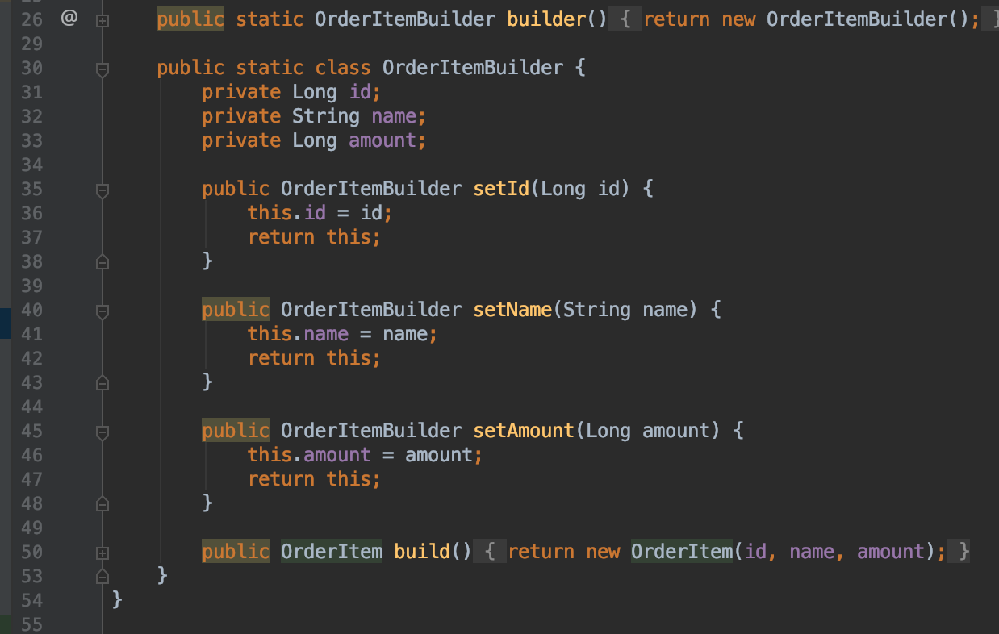 26 @ public static OrderItemBuilder builder() { return new OrderItemBuilder(); }
29
30 public static class OrderItemBuilder {
31 private Long id;
32 private String name;
33 private Long amount;
34
35 public OrderItemBuilder setId(Long id) {
36 this.id = id;
37 return this;
38 }
39
40 public OrderItemBuilder setName(String name) {
41 this.name = name;
42 return this;
43 }
44
45 public OrderItemBuilder setAmount(Long amount) {
46 this.amount = amount;
47 return this;
48 }
49
50 public OrderItem build() { return new OrderItem(id, name, amount); }
53 }
54 }
55